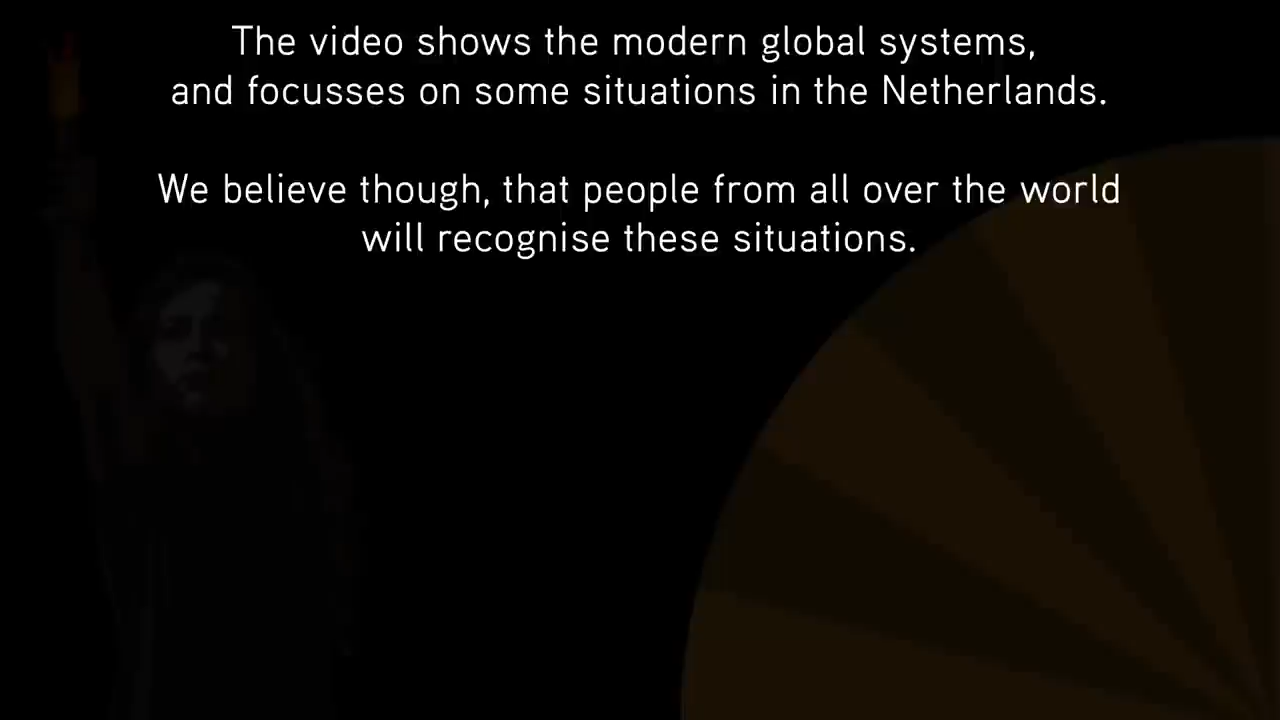 The video shows the modern global systems,
and focusses on some situations in the Netherlands.
We believe though, that people from all over the world
will recognise these situations.